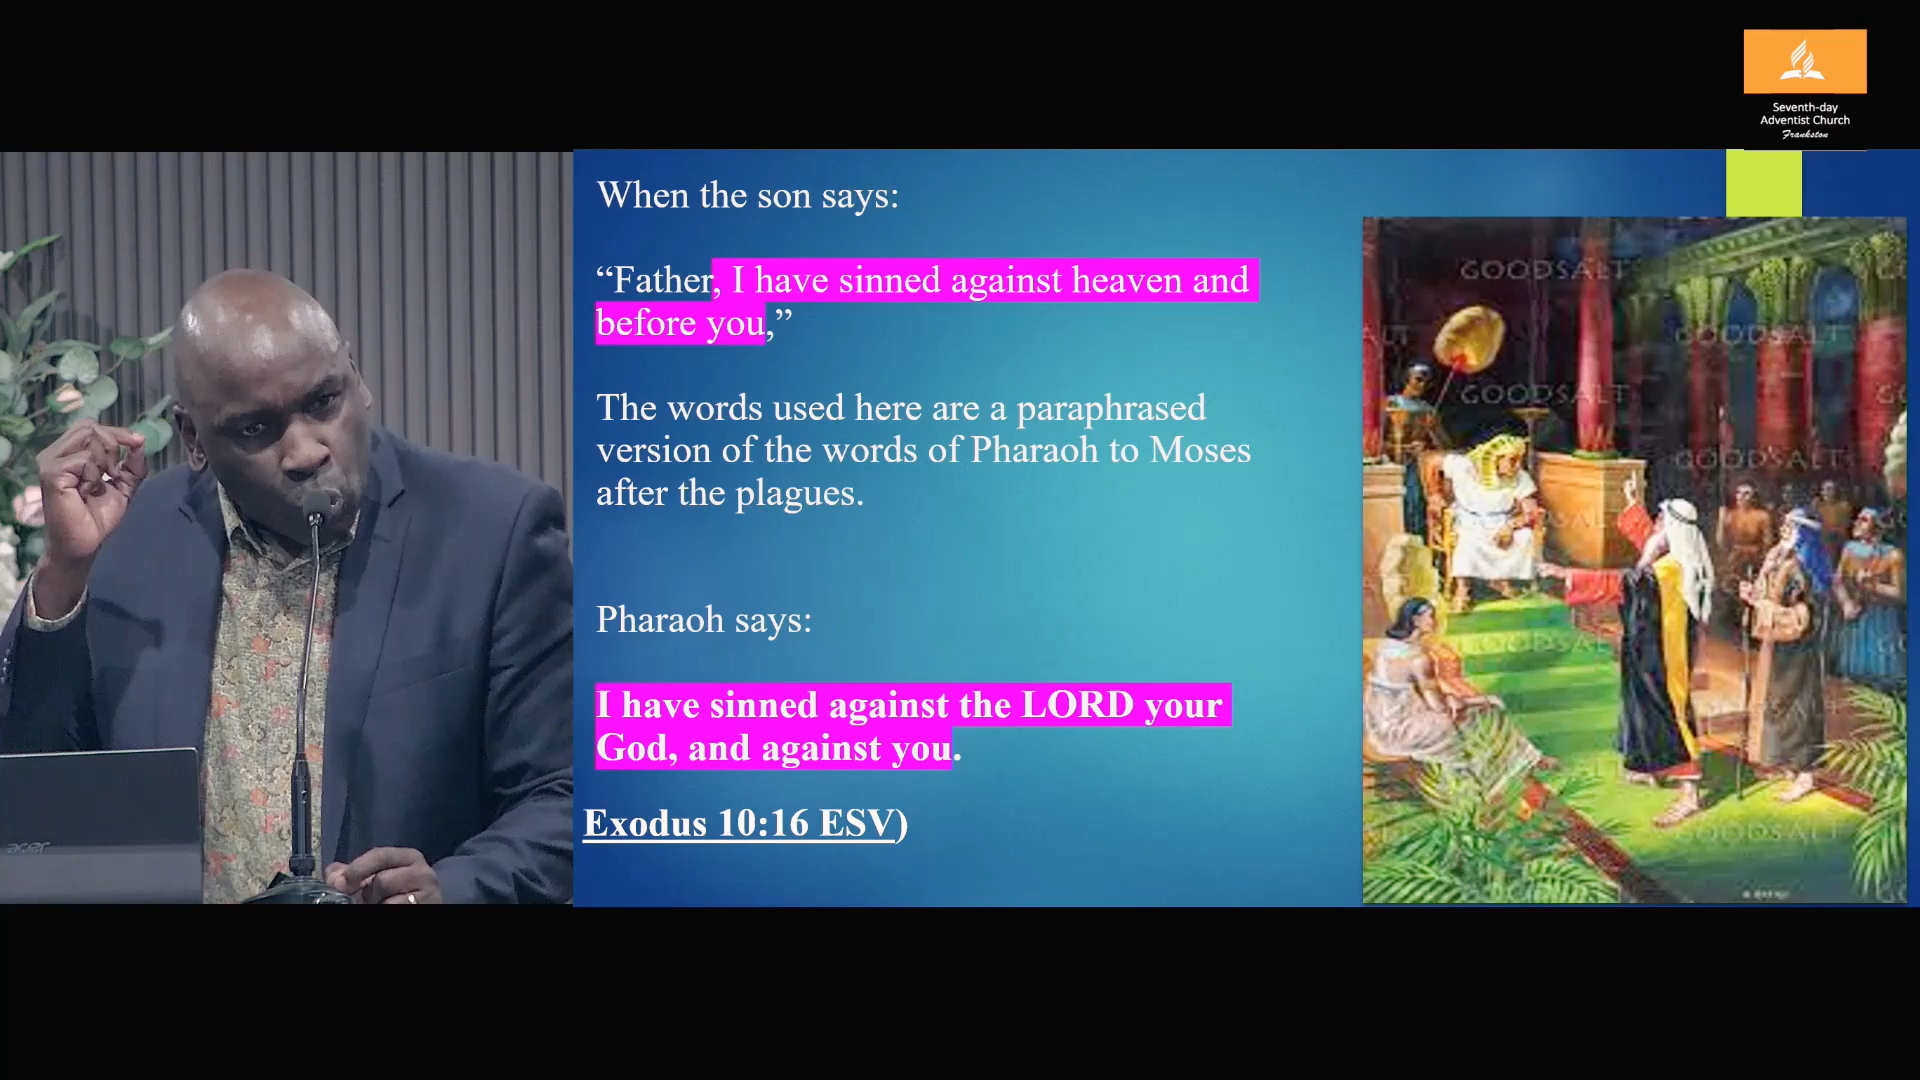 Seventh-day
Adventist Church
Frankston
When the son says:
“Father, I have sinned against heaven and
before you,”
The words used here are a paraphrased
version of the words of Pharaoh to Moses
after the plagues.
Pharaoh says:
I have sinned against the LORD your
God, and against you.
Exodus 10:16 ESV)
GOODSALT
GOODSALT
GOODSALT
GOODSALT
GOODSALT
GOODSALT
acer